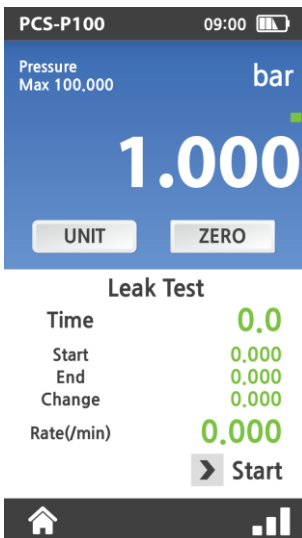 PCS-P100 09:00
Pressure bar
Max 100.000
1.000
UNIT ZERO
Leak Test
Time 0.0
Start 0.000
End 0.000
Change 0.000
Rate(/min) 0.000
Start